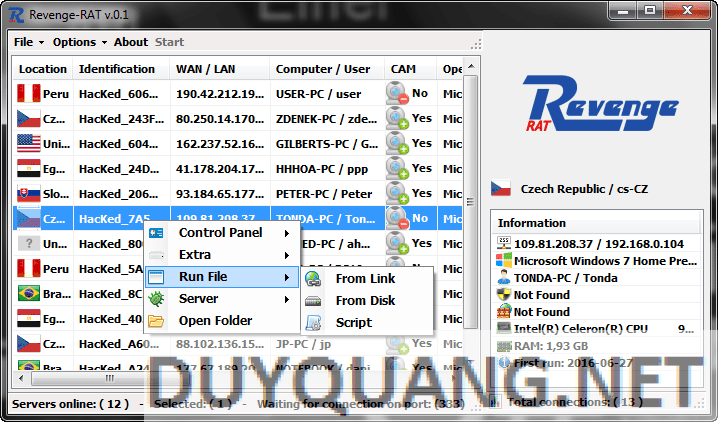 Revenge-RAT v.0.1
File Options About Start
Location Identification WAN / LAN Computer / User CAM Ope
Peru HacKed_606... 190.42.212.19... USER-PC / user No Mic
Cz... HacKed_243F... 80.250.14.170... ZDENEK-PC / zde... Yes Mic
Uni... HacKed_604... 162.237.52.16... GILBERTS-PC / G... Yes Mic
Eg... HacKed_24D... 41.178.204.17... HHHOA-PC / ppp Yes Mic
Slo... HacKed_206... 93.184.65.177... PETER-PC / Peter Yes Mic
Cz... HacKed_7A5... 109.81.208.37... TONDA-PC / Ton... No Mic
Un... HacKed_80 ED-PC / ah... Yes Mic
Peru HacKed_5A
Bra... HacKed_8C
Eg... HacKed_40 Yes Mic
Cz... HacKed_A60... 88.102.136.15... JP-PC / jp Yes Mic
Bra... HacKed_A24... 177.67.189.20... NOTEBOOK / dani Yes Mic
Control Panel
Extra
Run File
Server
Open Folder
From Link
From Disk
Script
Servers online: ( 12 ) - Selected: ( 1 ) - Waiting for connection on port: (333)
Revenge
RAT
Czech Republic / cs-CZ
Information
109.81.208.37 / 192.168.0.104
Microsoft Windows 7 Home Pre...
TONDA-PC / Tonda
Not Found
Not Found
Intel(R) Celeron(R) CPU 9...
RAM: 1,93 GB
First run: 2016-06-27
Total connections: ( 13 )
DUYQUANG.NET